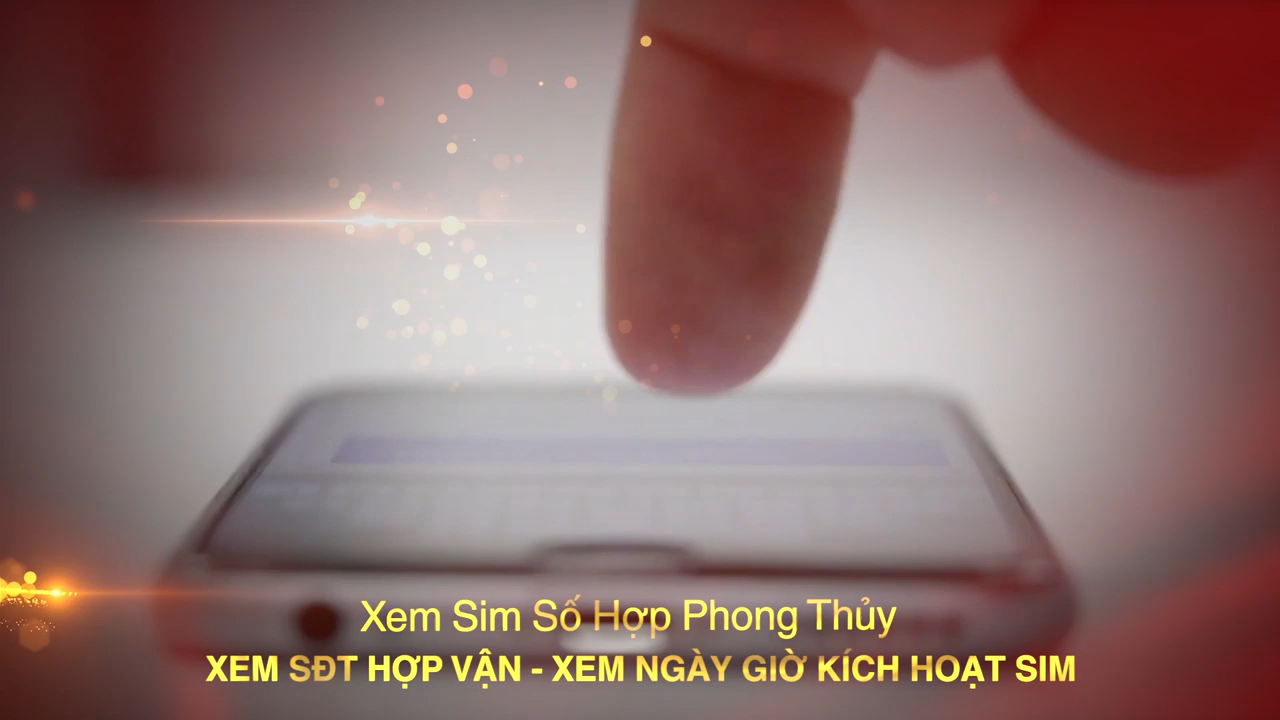 Xem Sim Số Hợp Phong Thủy
XEM SĐT HỢP VẬN - XEM NGÀY GIỜ KÍCH HOẠT SIM